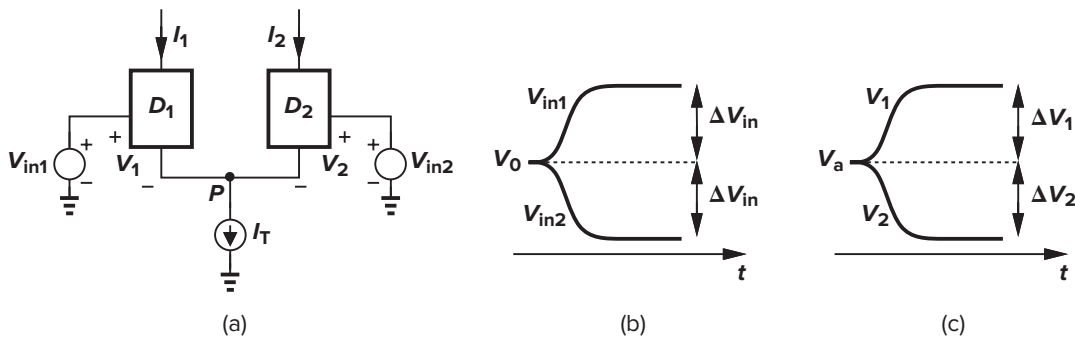 I1 I2
D1 D2
Vin1 + − + V1 − P + V2 − + − Vin2
IT
(a)
Vin1
V0
Vin2
ΔVin
ΔVin
t
(b)
V1
Va
V2
ΔV1
ΔV2
t
(c)